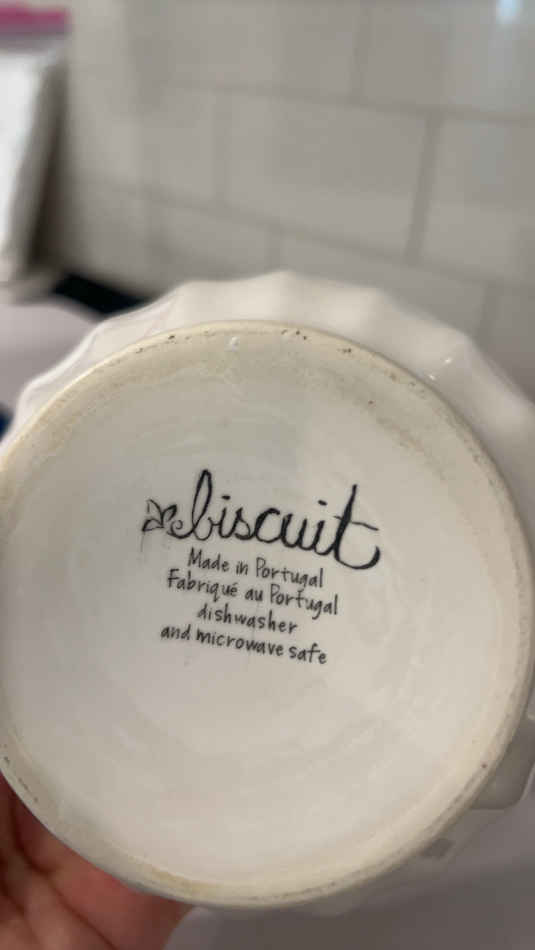 biscuit
Made in Portugal
Fabriqué au Portugal
dishwasher
and microwave safe